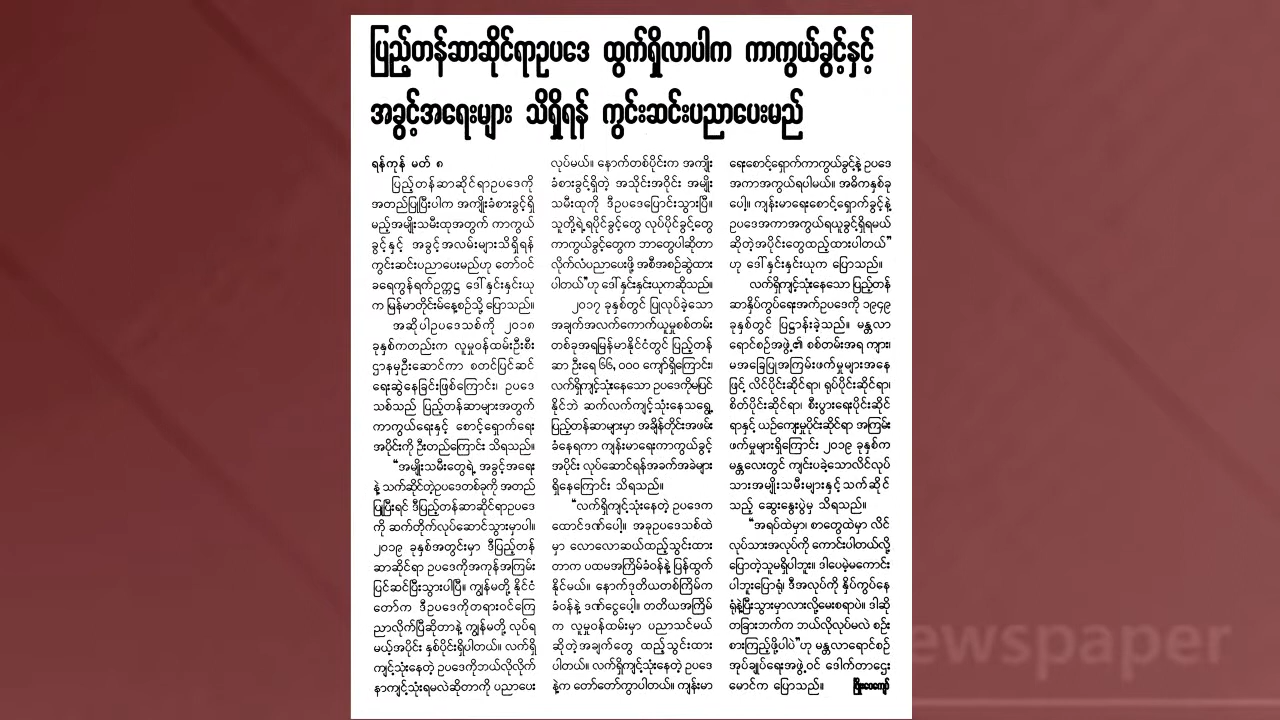 ပြည့်တန်ဆာဆိုင်ရာဥပဒေ ထွက်ရှိလာပါက ကာကွယ်ခွင့်နှင့်
အခွင့်အရေးများ သိရှိရန် ကွင်းဆင်းပညာပေးမည်
ရန်ကုန် မတ် ၈
ပြည့်တန်ဆာဆိုင်ရာဥပဒေကို
အတည်ပြုပြီးပါက အကျိုးခံစားခွင့်ရှိ
မည့်အမျိုးသမီးထုအတွက် ကာကွယ်
ခွင့်နှင့် အခွင့်အလမ်းများသိရှိရန်
ကွင်းဆင်းပညာပေးမည်ဟု တော်ဝင်
ခရေကွန်ရက်ဥက္ကဋ္ဌ ဒေါ်နှင်းနှင်းယု
က မြန်မာတိုင်းမ်နေ့စဉ်သို့ ပြောသည်။
အဆိုပါဥပဒေသစ်ကို ၂၀၁၈
ခုနှစ်ကတည်းက လူမှုဝန်ထမ်းဦးစီး
ဌာနမှဦးဆောင်ကာ စတင်ပြင်ဆင်
ရေးဆွဲနေခြင်းဖြစ်ကြောင်း၊ ဥပဒေ
သစ်သည် ပြည့်တန်ဆာများအတွက်
ကာကွယ်ရေးနှင့် စောင့်ရှောက်ရေး
အပိုင်းကို ဦးတည်ကြောင်း သိရသည်။
“အမျိုးသမီးတွေရဲ့ အခွင့်အရေး
နဲ့ သက်ဆိုင်တဲ့ဥပဒေတစ်ခုကို အတည်
ပြုပြီးရင် ဒီပြည့်တန်ဆာဆိုင်ရာဥပဒေ
ကို ဆက်တိုက်လုပ်ဆောင်သွားမှာပါ။
၂၀၁၉ ခုနှစ်အတွင်းမှာ ဒီပြည့်တန်
ဆာဆိုင်ရာ ဥပဒေကိုအကုန်အကြမ်း
ပြင်ဆင်ပြီးသွားပါပြီ။ ကျွန်မတို့ နိုင်ငံ
တော်က ဒီဥပဒေကိုတရားဝင်ကြေ
ညာလိုက်ပြီဆိုတာနဲ့ ကျွန်မတို့ လုပ်ရ
မယ့်အပိုင်း နှစ်ပိုင်းရှိပါတယ်။ လက်ရှိ
ကျင့်သုံးနေတဲ့ ဥပဒေကိုဘယ်လိုလိုက်
နာကျင့်သုံးရမလဲဆိုတာကို ပညာပေး
လုပ်မယ်။ နောက်တစ်ပိုင်းက အကျိုး
ခံစားခွင့်ရှိတဲ့ အသိုင်းအဝိုင်း အမျိုး
သမီးထုကို ဒီဥပဒေပြောင်းသွားပြီ။
သူတို့ရဲ့ရပိုင်ခွင့်တွေ လုပ်ပိုင်ခွင့်တွေ
ကာကွယ်ခွင့်တွေက ဘာတွေပါဆိုတာ
လိုက်လံပညာပေးဖို့ အစီအစဉ်ဆွဲထား
ပါတယ်”ဟု ဒေါ်နှင်းနှင်းယုကဆိုသည်။
၂၀၁၇ ခုနှစ်တွင် ပြုလုပ်ခဲ့သော
အချက်အလက်ကောက်ယူမှုစစ်တမ်း
တစ်ခုအရမြန်မာနိုင်ငံတွင် ပြည့်တန်
ဆာ ဦးရေ ၆၆, ၀၀၀ ကျော်ရှိကြောင်း၊
လက်ရှိကျင့်သုံးနေသော ဥပဒေကိုမပြင်
နိုင်ဘဲ ဆက်လက်ကျင့်သုံးနေသရွေ့
ပြည့်တန်ဆာများမှာ အချိန်တိုင်းအဖမ်း
ခံနေရကာ ကျန်းမာရေးကာကွယ်ခွင့်
အပိုင်း လုပ်ဆောင်ရန်အခက်အခဲများ
ရှိနေကြောင်း သိရသည်။
“လက်ရှိကျင့်သုံးနေတဲ့ ဥပဒေက
ထောင်ဒဏ်ပေါ့။ အခုဥပဒေသစ်ထဲ
မှာ လောလောဆယ်ထည့်သွင်းထား
တာက ပထမအကြိမ်ခံဝန်နဲ့ ပြန်ထွက်
နိုင်မယ်။ နောက်ဒုတိယတစ်ကြိမ်က
ခံဝန်နဲ့ ဒဏ်ငွေပေါ့။ တတိယအကြိမ်
က လူမှုဝန်ထမ်းမှာ ပညာသင်မယ်
ဆိုတဲ့အချက်တွေ ထည့်သွင်းထား
ပါတယ်။ လက်ရှိကျင့်သုံးနေတဲ့ ဥပဒေ
နဲ့က တော်တော်ကွာပါတယ်။ ကျန်းမာ
ရေးစောင့်ရှောက်ကာကွယ်ခွင့်နဲ့ ဥပဒေ
အကာအကွယ်ရပါမယ်။ အဓိကနှစ်ခု
ပေါ့။ ကျန်းမာရေးစောင့်ရှောက်ခွင့်နဲ့
ဥပဒေအကာအကွယ်ရယူခွင့်ရှိရမယ်
ဆိုတဲ့အပိုင်းတွေထည့်ထားပါတယ်”
ဟု ဒေါ်နှင်းနှင်းယုက ပြောသည်။
လက်ရှိကျင့်သုံးနေသော ပြည့်တန်
ဆာနှိပ်ကွပ်ရေးအက်ဥပဒေကို ၁၉၄၉
ခုနှစ်တွင် ပြဋ္ဌာန်းခဲ့သည်။ မန္တလာ
ရောင်စဉ်အဖွဲ့၏ စစ်တမ်းအရ ကျား၊
မအခြေပြုအကြမ်းဖက်မှုများအနေ
ဖြင့် လိင်ပိုင်းဆိုင်ရာ၊ ရုပ်ပိုင်းဆိုင်ရာ၊
စိတ်ပိုင်းဆိုင်ရာ၊ စီးပွားရေးပိုင်းဆိုင်
ရာနှင့် ယဉ်ကျေးမှုပိုင်းဆိုင်ရာ အကြမ်း
ဖက်မှုများရှိကြောင်း ၂၀၁၉ ခုနှစ်က
မန္တလေးတွင် ကျင်းပခဲ့သောလိင်လုပ်
သားအမျိုးသမီးများနှင့် သက်ဆိုင်
သည့် ဆွေးနွေးပွဲမှ သိရသည်။
“အရပ်ထဲမှာ၊ စာတွေထဲမှာ လိင်
လုပ်သားအလုပ်ကို ကောင်းပါတယ်လို့
ပြောတဲ့သူမရှိပါဘူး။ ဒါပေမဲ့မကောင်း
ပါဘူးပြောရုံ၊ ဒီအလုပ်ကို နှိပ်ကွပ်နေ
ရုံနဲ့ပြီးသွားမှာလားလို့မေးစရာပဲ။ ဒါဆို
တခြားဘက်က ဘယ်လိုလုပ်မလဲ စဉ်း
စားကြည့်ဖို့ပါပဲ”ဟု မန္တလာရောင်စဉ်
အုပ်ချုပ်ရေးအဖွဲ့ဝင် ဒေါက်တာဌေး
မောင်က ပြောသည်။
ဖြိုးဝေကျော်
ewspaper